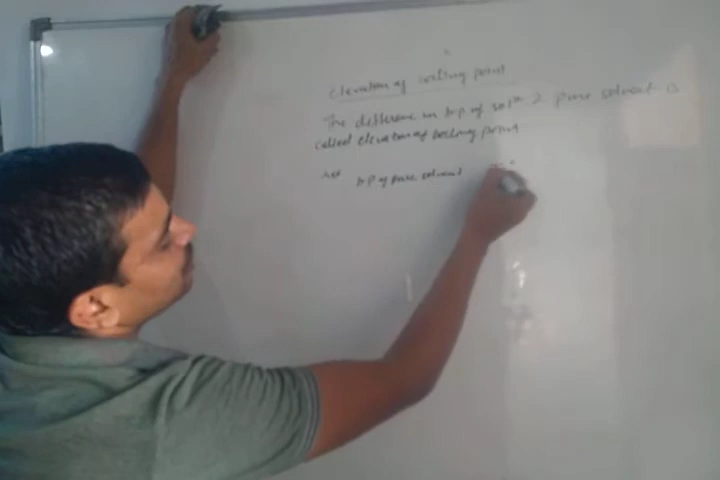 Elevation of boiling point
The difference in b.p of solⁿ & pure solvent is
called elevation of boiling point
Let b.p of pure solvent